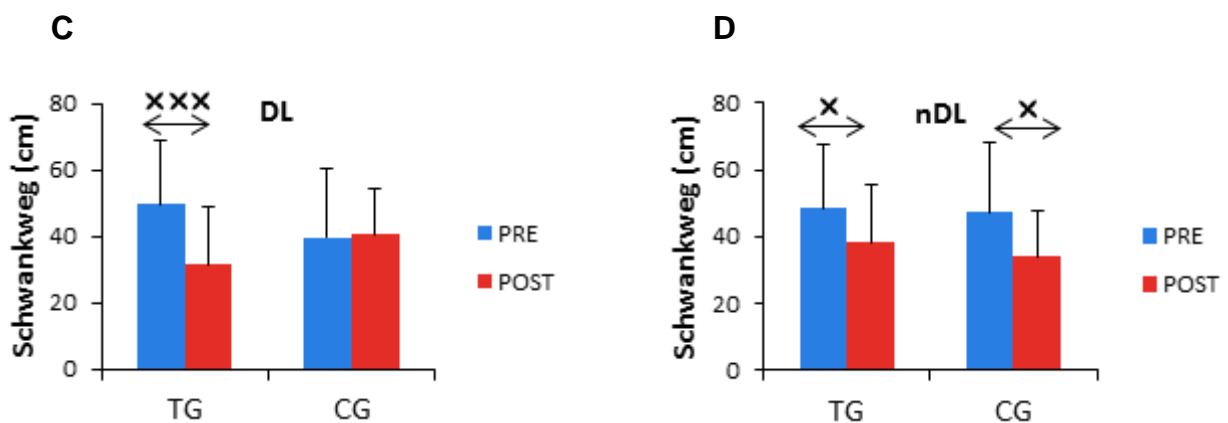 C
DL
×××
Schwankweg (cm)
80
60
40
20
0
TG
CG
PRE
POST
D
nDL
×
×
Schwankweg (cm)
80
60
40
20
0
TG
CG
PRE
POST